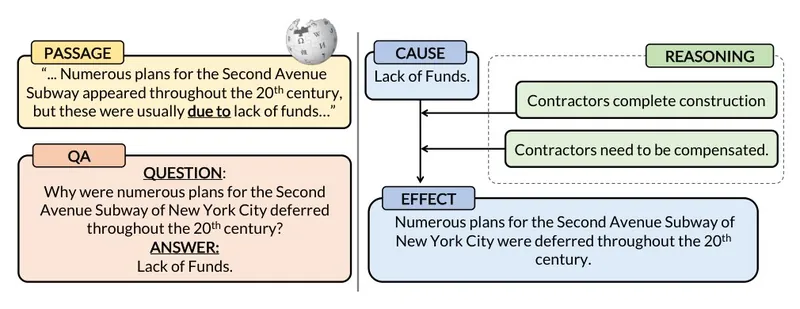 PASSAGE
“... Numerous plans for the Second Avenue
Subway appeared throughout the 20th century,
but these were usually due to lack of funds…”
QA
QUESTION:
Why were numerous plans for the Second
Avenue Subway of New York City deferred
throughout the 20th century?
ANSWER:
Lack of Funds.
CAUSE
Lack of Funds.
REASONING
Contractors complete construction
Contractors need to be compensated.
EFFECT
Numerous plans for the Second Avenue Subway of
New York City were deferred throughout the 20th
century.